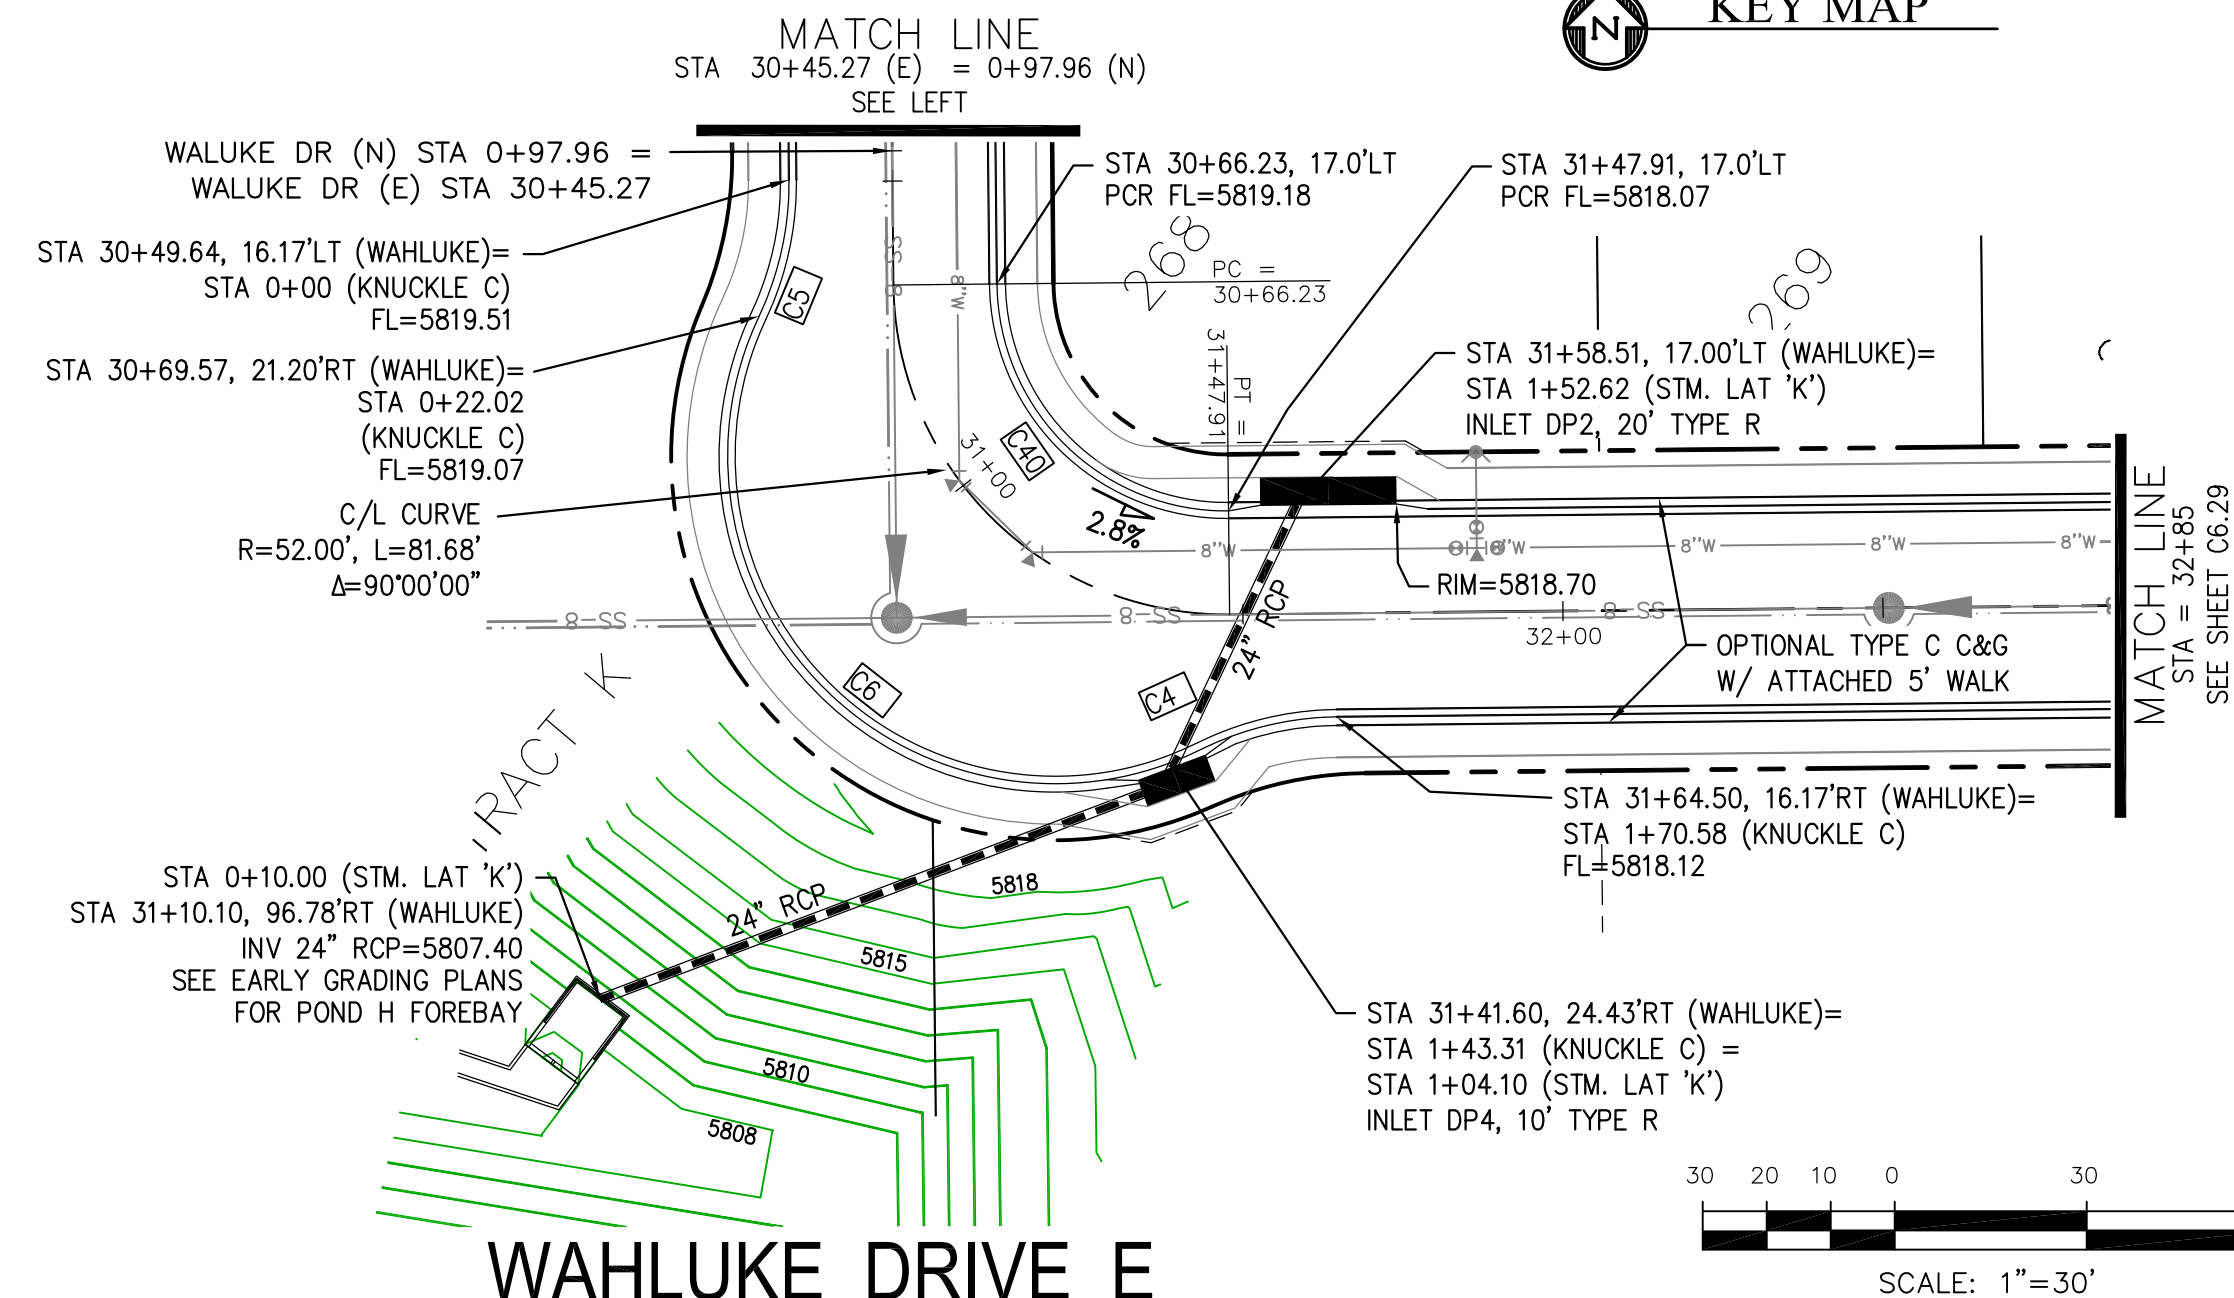 KEY MAP
N
MATCH LINE
STA 30+45.27 (E) = 0+97.96 (N)
SEE LEFT
WALUKE DR (N) STA 0+97.96 =
WALUKE DR (E) STA 30+45.27
STA 30+49.64, 16.17'LT (WAHLUKE)=
STA 0+00 (KNUCKLE C)
FL=5819.51
STA 30+69.57, 21.20'RT (WAHLUKE)=
STA 0+22.02
(KNUCKLE C)
FL=5819.07
C/L CURVE
R=52.00', L=81.68'
Δ=90°00'00"
STA 30+66.23, 17.0'LT
PCR FL=5819.18
STA 31+47.91, 17.0'LT
PCR FL=5818.07
268
269
PC =
30+66.23
PT =
31+47.91
STA 31+58.51, 17.00'LT (WAHLUKE)=
STA 1+52.62 (STM. LAT 'K')
INLET DP2, 20' TYPE R
C5
C40
C6
C4
31+00
2.8%
8"W
8"W
8"W
8"W
8"W
8"W
8-SS
8-SS
8-SS
8-SS
RIM=5818.70
24" RCP
32+00
OPTIONAL TYPE C C&G
W/ ATTACHED 5' WALK
MATCH LINE
STA = 32+85
SEE SHEET C6.29
STA 31+64.50, 16.17'RT (WAHLUKE)=
STA 1+70.58 (KNUCKLE C)
FL=5818.12
TRACT K
STA 0+10.00 (STM. LAT 'K')
STA 31+10.10, 96.78'RT (WAHLUKE)
INV 24" RCP=5807.40
SEE EARLY GRADING PLANS
FOR POND H FOREBAY
24" RCP
5818
5815
5810
5808
STA 31+41.60, 24.43'RT (WAHLUKE)=
STA 1+43.31 (KNUCKLE C) =
STA 1+04.10 (STM. LAT 'K')
INLET DP4, 10' TYPE R
30 20 10 0 30
SCALE: 1"=30'
WAHLUKE DRIVE E